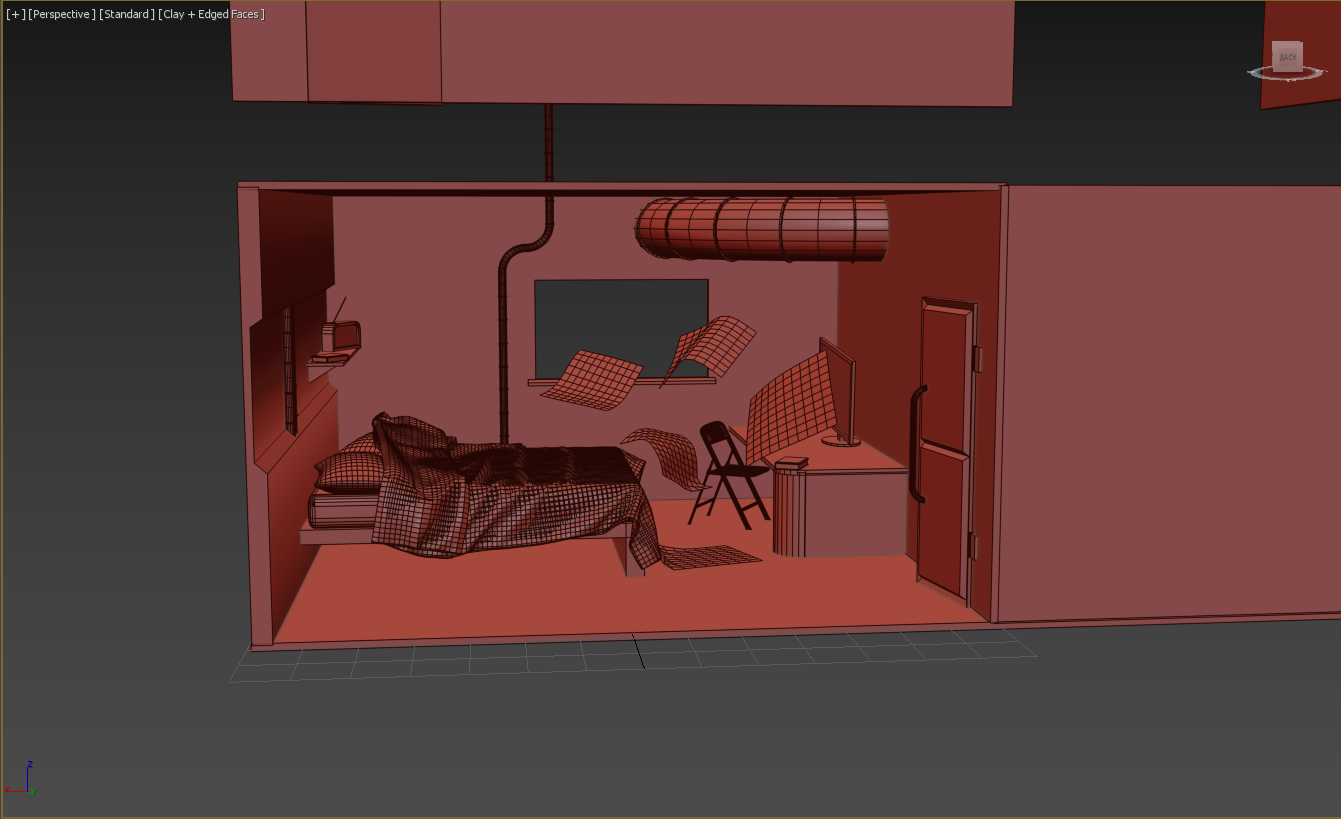 [+] [Perspective] [Standard] [Clay + Edged Faces]
BACK
z
x
y